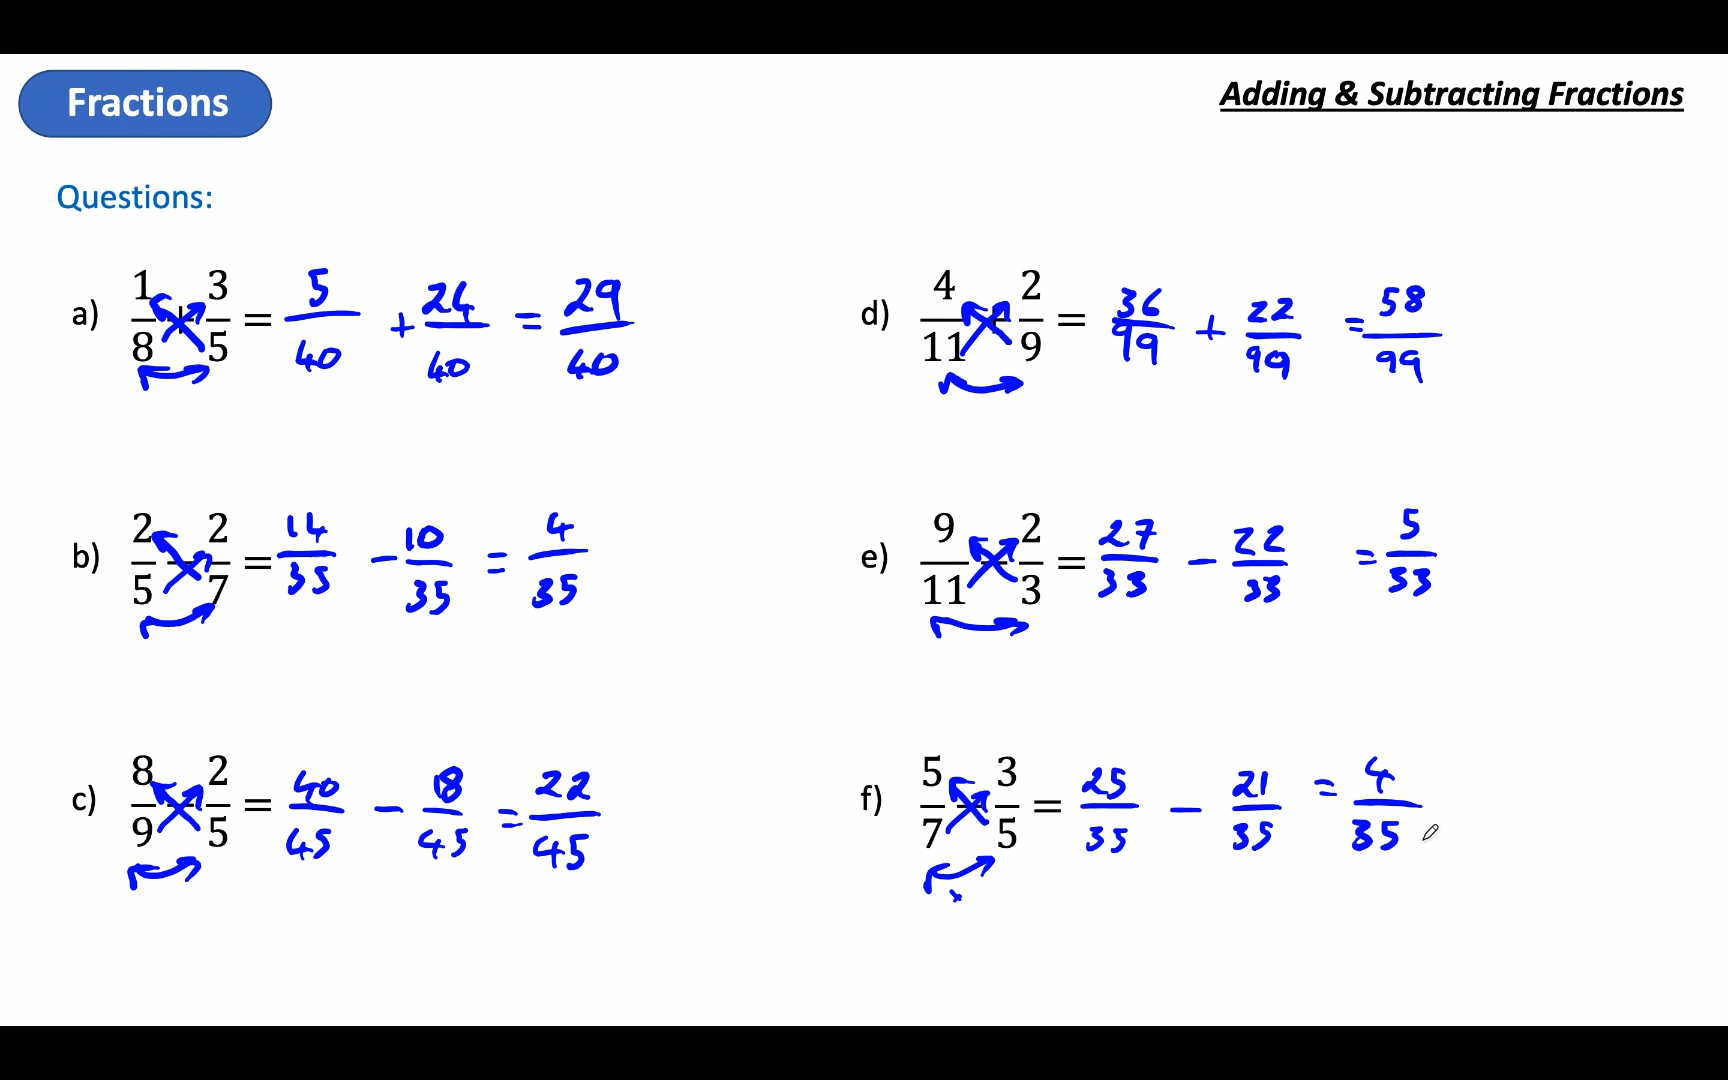 Fractions
Adding & Subtracting Fractions
Questions:
a) 1/8 + 3/5 = 5/40 + 24/40 = 29/40
d) 4/11 + 2/9 = 36/99 + 22/99 = 58/99
b) 2/5 − 2/7 = 14/35 − 10/35 = 4/35
e) 9/11 − 2/3 = 27/33 − 22/33 = 5/33
c) 8/9 − 2/5 = 40/45 − 18/45 = 22/45
f) 5/7 − 3/5 = 25/35 − 21/35 = 4/35